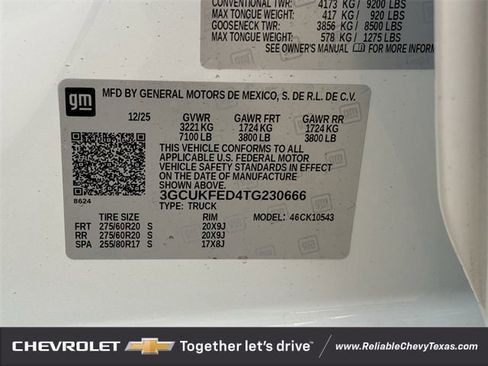 CONVENTIONAL TWR: 4173 KG / 9200 LBS
MAX TONGUE WEIGHT: 417 KG / 920 LBS
GOOSENECK TWR: 3856 KG / 8500 LBS
MAX TONGUE WEIGHT: 578 KG / 1275 LBS
SEE OWNER'S MANUAL FOR MORE INFORMATION
gm
MFD BY GENERAL MOTORS DE MEXICO, S. DE R.L. DE C.V.
12/25 GVWR GAWR FRT GAWR RR
3221 KG 1724 KG 1724 KG
7100 LB 3800 LB 3800 LB
THIS VEHICLE CONFORMS TO ALL
APPLICABLE U.S. FEDERAL MOTOR
VEHICLE SAFETY STANDARDS IN
EFFECT ON THE DATE OF
MANUFACTURE SHOWN ABOVE.
3GCUKFED4TG230666
8624
TYPE: TRUCK
TIRE SIZE RIM MODEL: 46CK10543
FRT 275/60R20 S 20X9J
RR 275/60R20 S 20X9J
SPA 255/80R17 S 17X8J
CHEVROLET Together let's drive™ www.ReliableChevyTexas.com